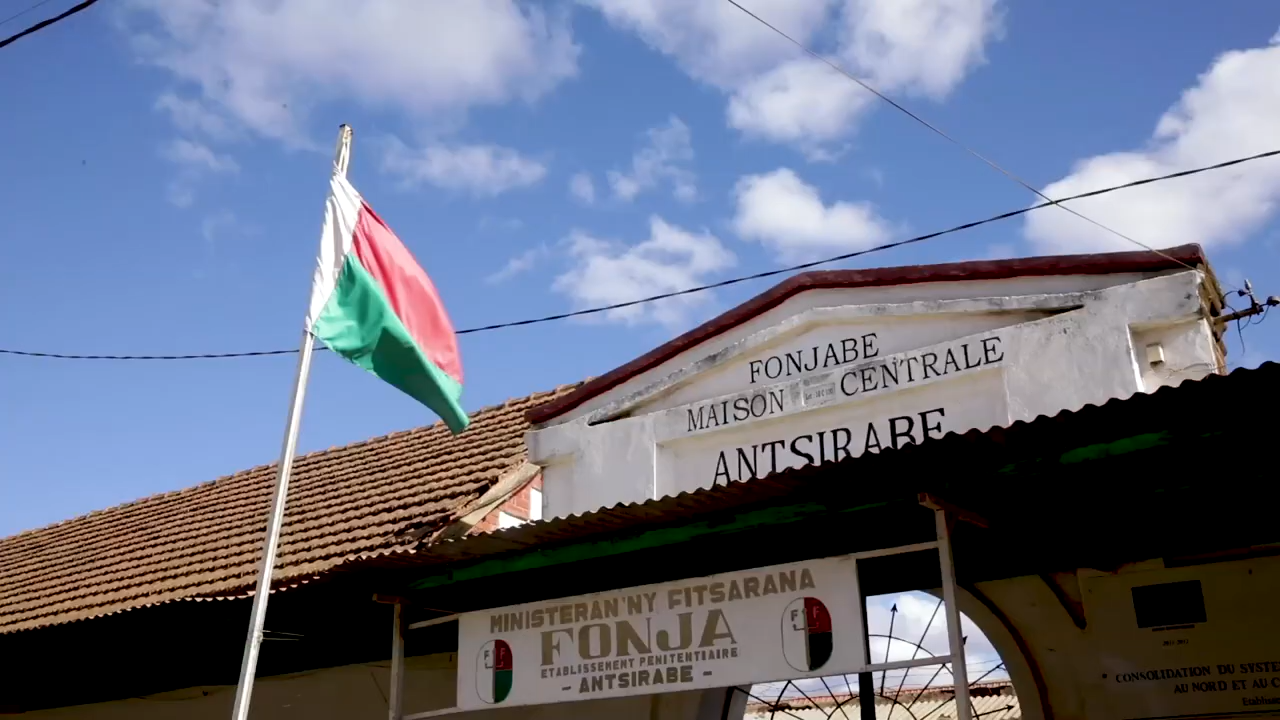 FONJABE
MAISON CENTRALE
ANTSIRABE
MINISTERAN'NY FITSARANA
FONJA
ETABLISSEMENT PENITENTIAIRE
- ANTSIRABE -
F F
F F
CONSOLIDATION DU SYSTE
AU NORD ET AU C